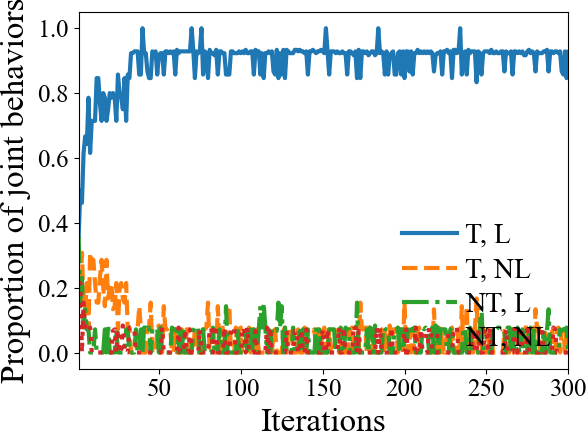 Proportion of joint behaviors
1.0
0.8
0.6
0.4
0.2
0.0
T, L
T, NL
NT, L
NT, NL
50
100
150
200
250
300
Iterations